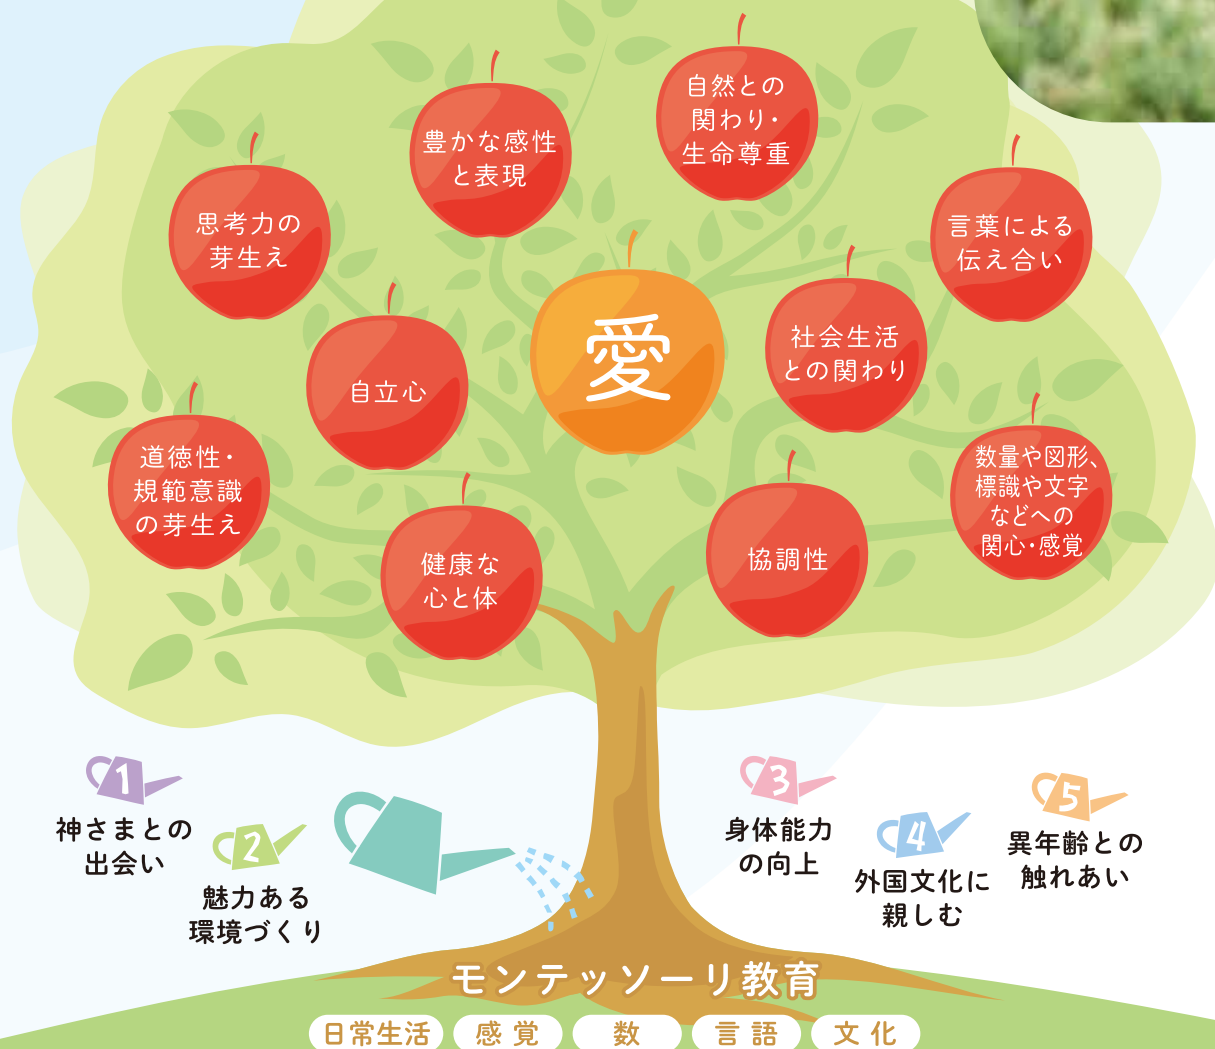 自然との
関わり・
生命尊重
豊かな感性
と表現
思考力の
芽生え
言葉による
伝え合い
愛
社会生活
との関わり
自立心
道徳性・
規範意識
の芽生え
数量や図形、
標識や文字
などへの
関心・感覚
健康な
心と体
協調性
1
神さまとの
出会い
2
魅力ある
環境づくり
3
身体能力
の向上
4
外国文化に
親しむ
5
異年齢との
触れあい
モンテッソーリ教育
日常生活
感覚
数
言語
文化